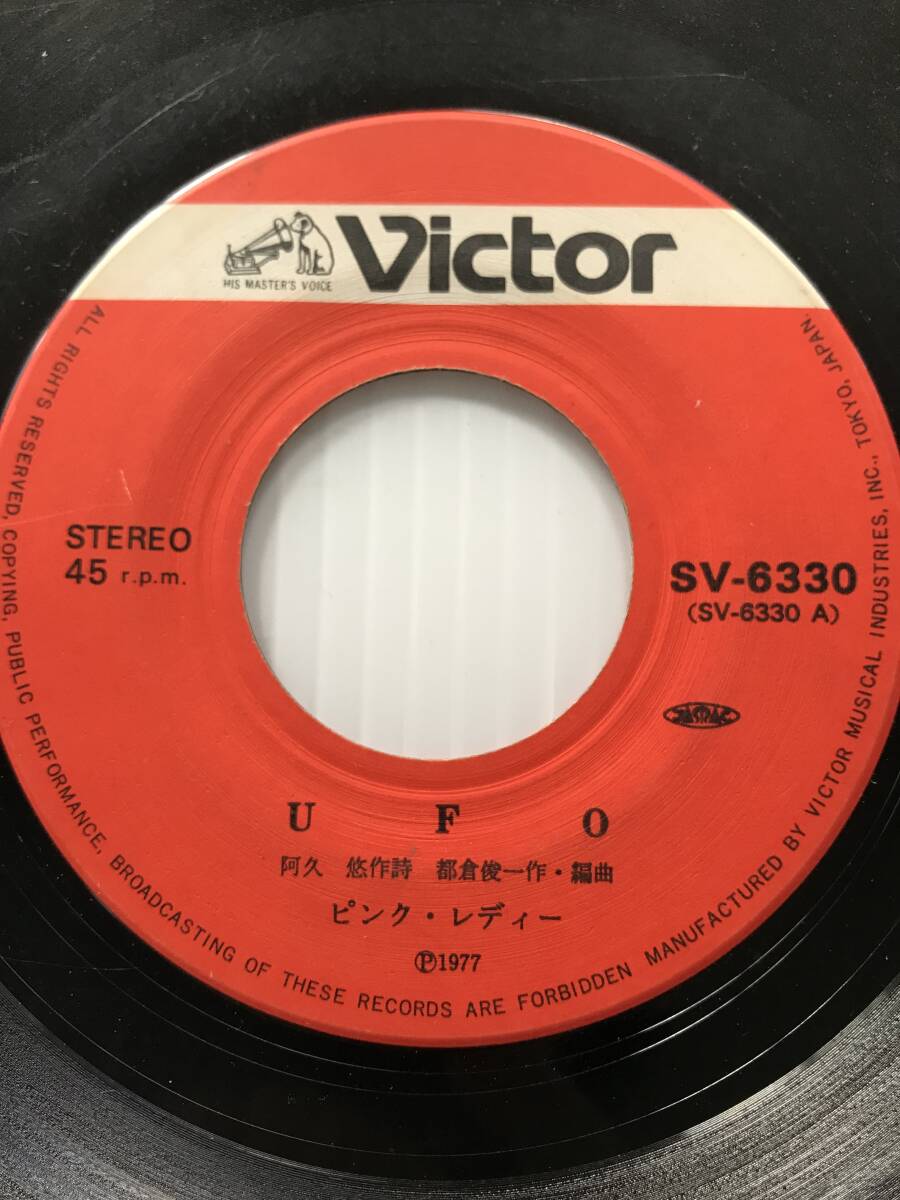 Victor
HIS MASTER'S VOICE
STEREO
45 r.p.m.
SV-6330
(SV-6330 A)
JASRAC
U F O
阿久 悠作詩 都倉俊一作・編曲
ピンク・レディー
Ⓟ1977
ALL RIGHTS RESERVED, COPYING, PUBLIC PERFORMANCE, BROADCASTING OF THESE RECORDS ARE FORBIDDEN MANUFACTURED BY VICTOR MUSICAL INDUSTRIES, INC., TOKYO, JAPAN.